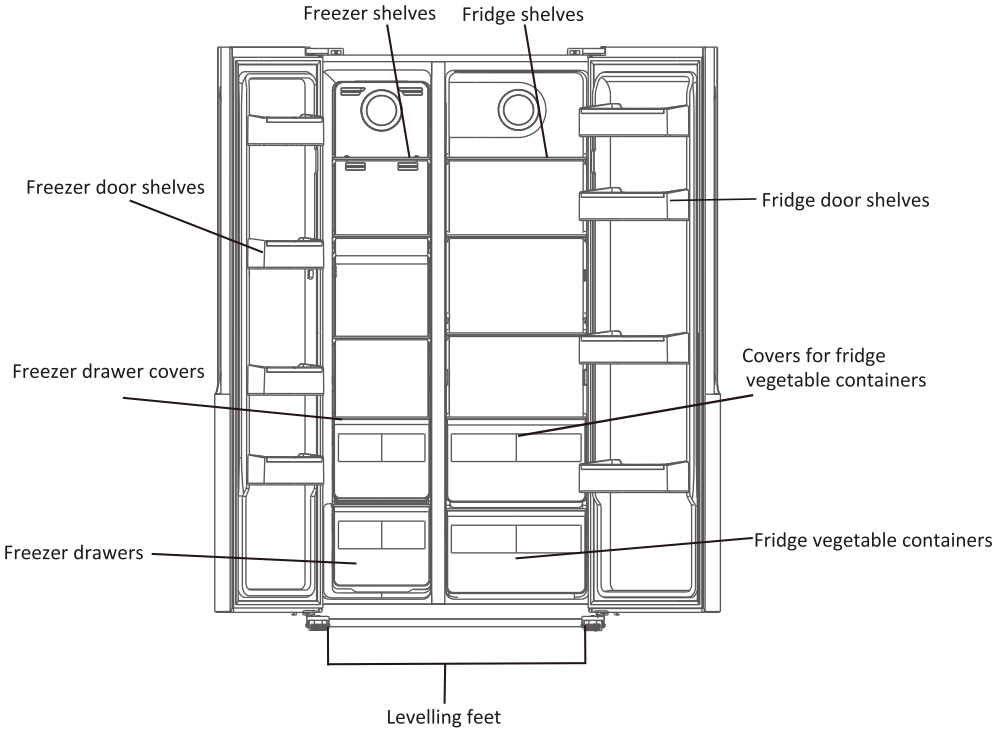 Freezer shelves
Fridge shelves
Freezer door shelves
Fridge door shelves
Covers for fridge
vegetable containers
Freezer drawer covers
Freezer drawers
Fridge vegetable containers
Levelling feet